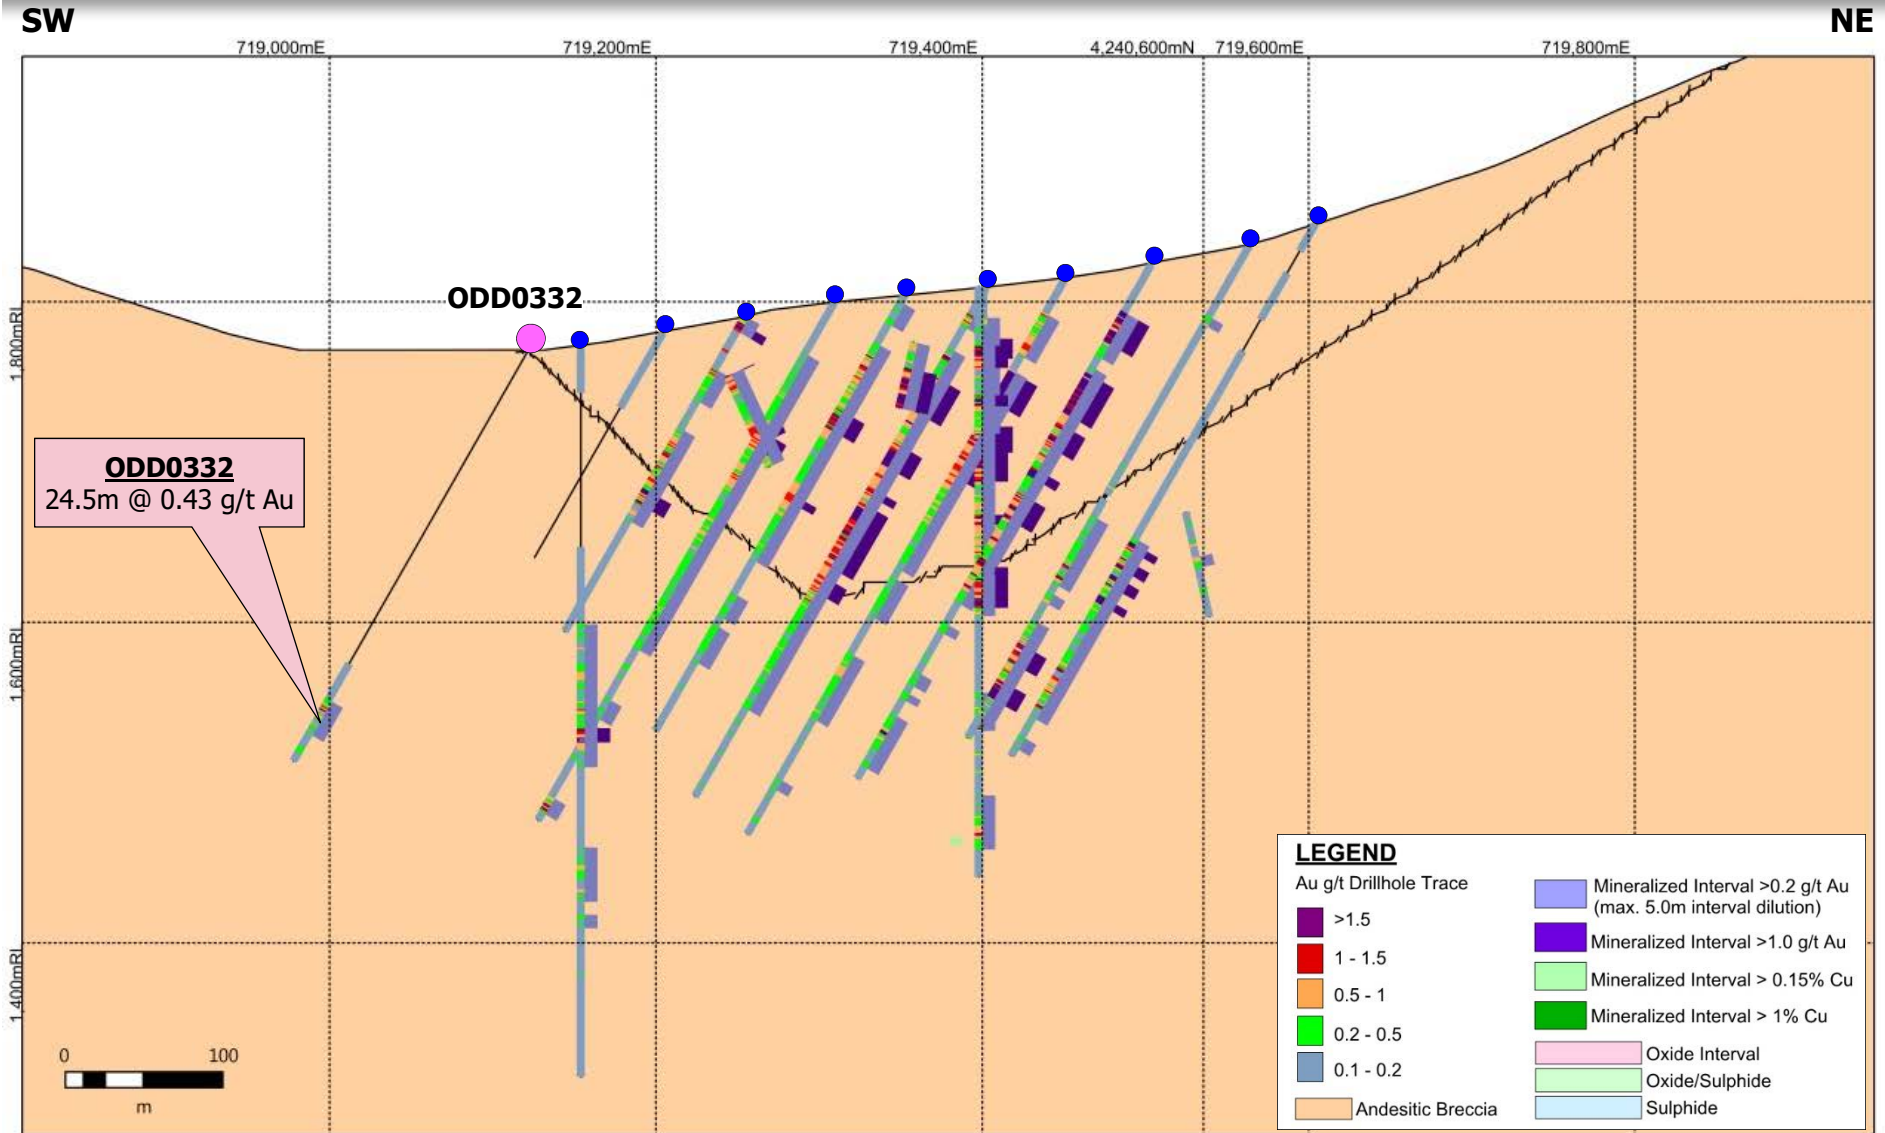 SW
NE
719,000mE
719,200mE
719,400mE
4,240,600mN
719,600mE
719,800mE
1,800mRL
ODD0332
ODD0332
24.5m @ 0.43 g/t Au
1,600mRL
1,400mRL
0
100
m
LEGEND
Au g/t Drillhole Trace
>1.5
1 - 1.5
0.5 - 1
0.2 - 0.5
0.1 - 0.2
Andesitic Breccia
Mineralized Interval >0.2 g/t Au
(max. 5.0m interval dilution)
Mineralized Interval >1.0 g/t Au
Mineralized Interval > 0.15% Cu
Mineralized Interval > 1% Cu
Oxide Interval
Oxide/Sulphide
Sulphide